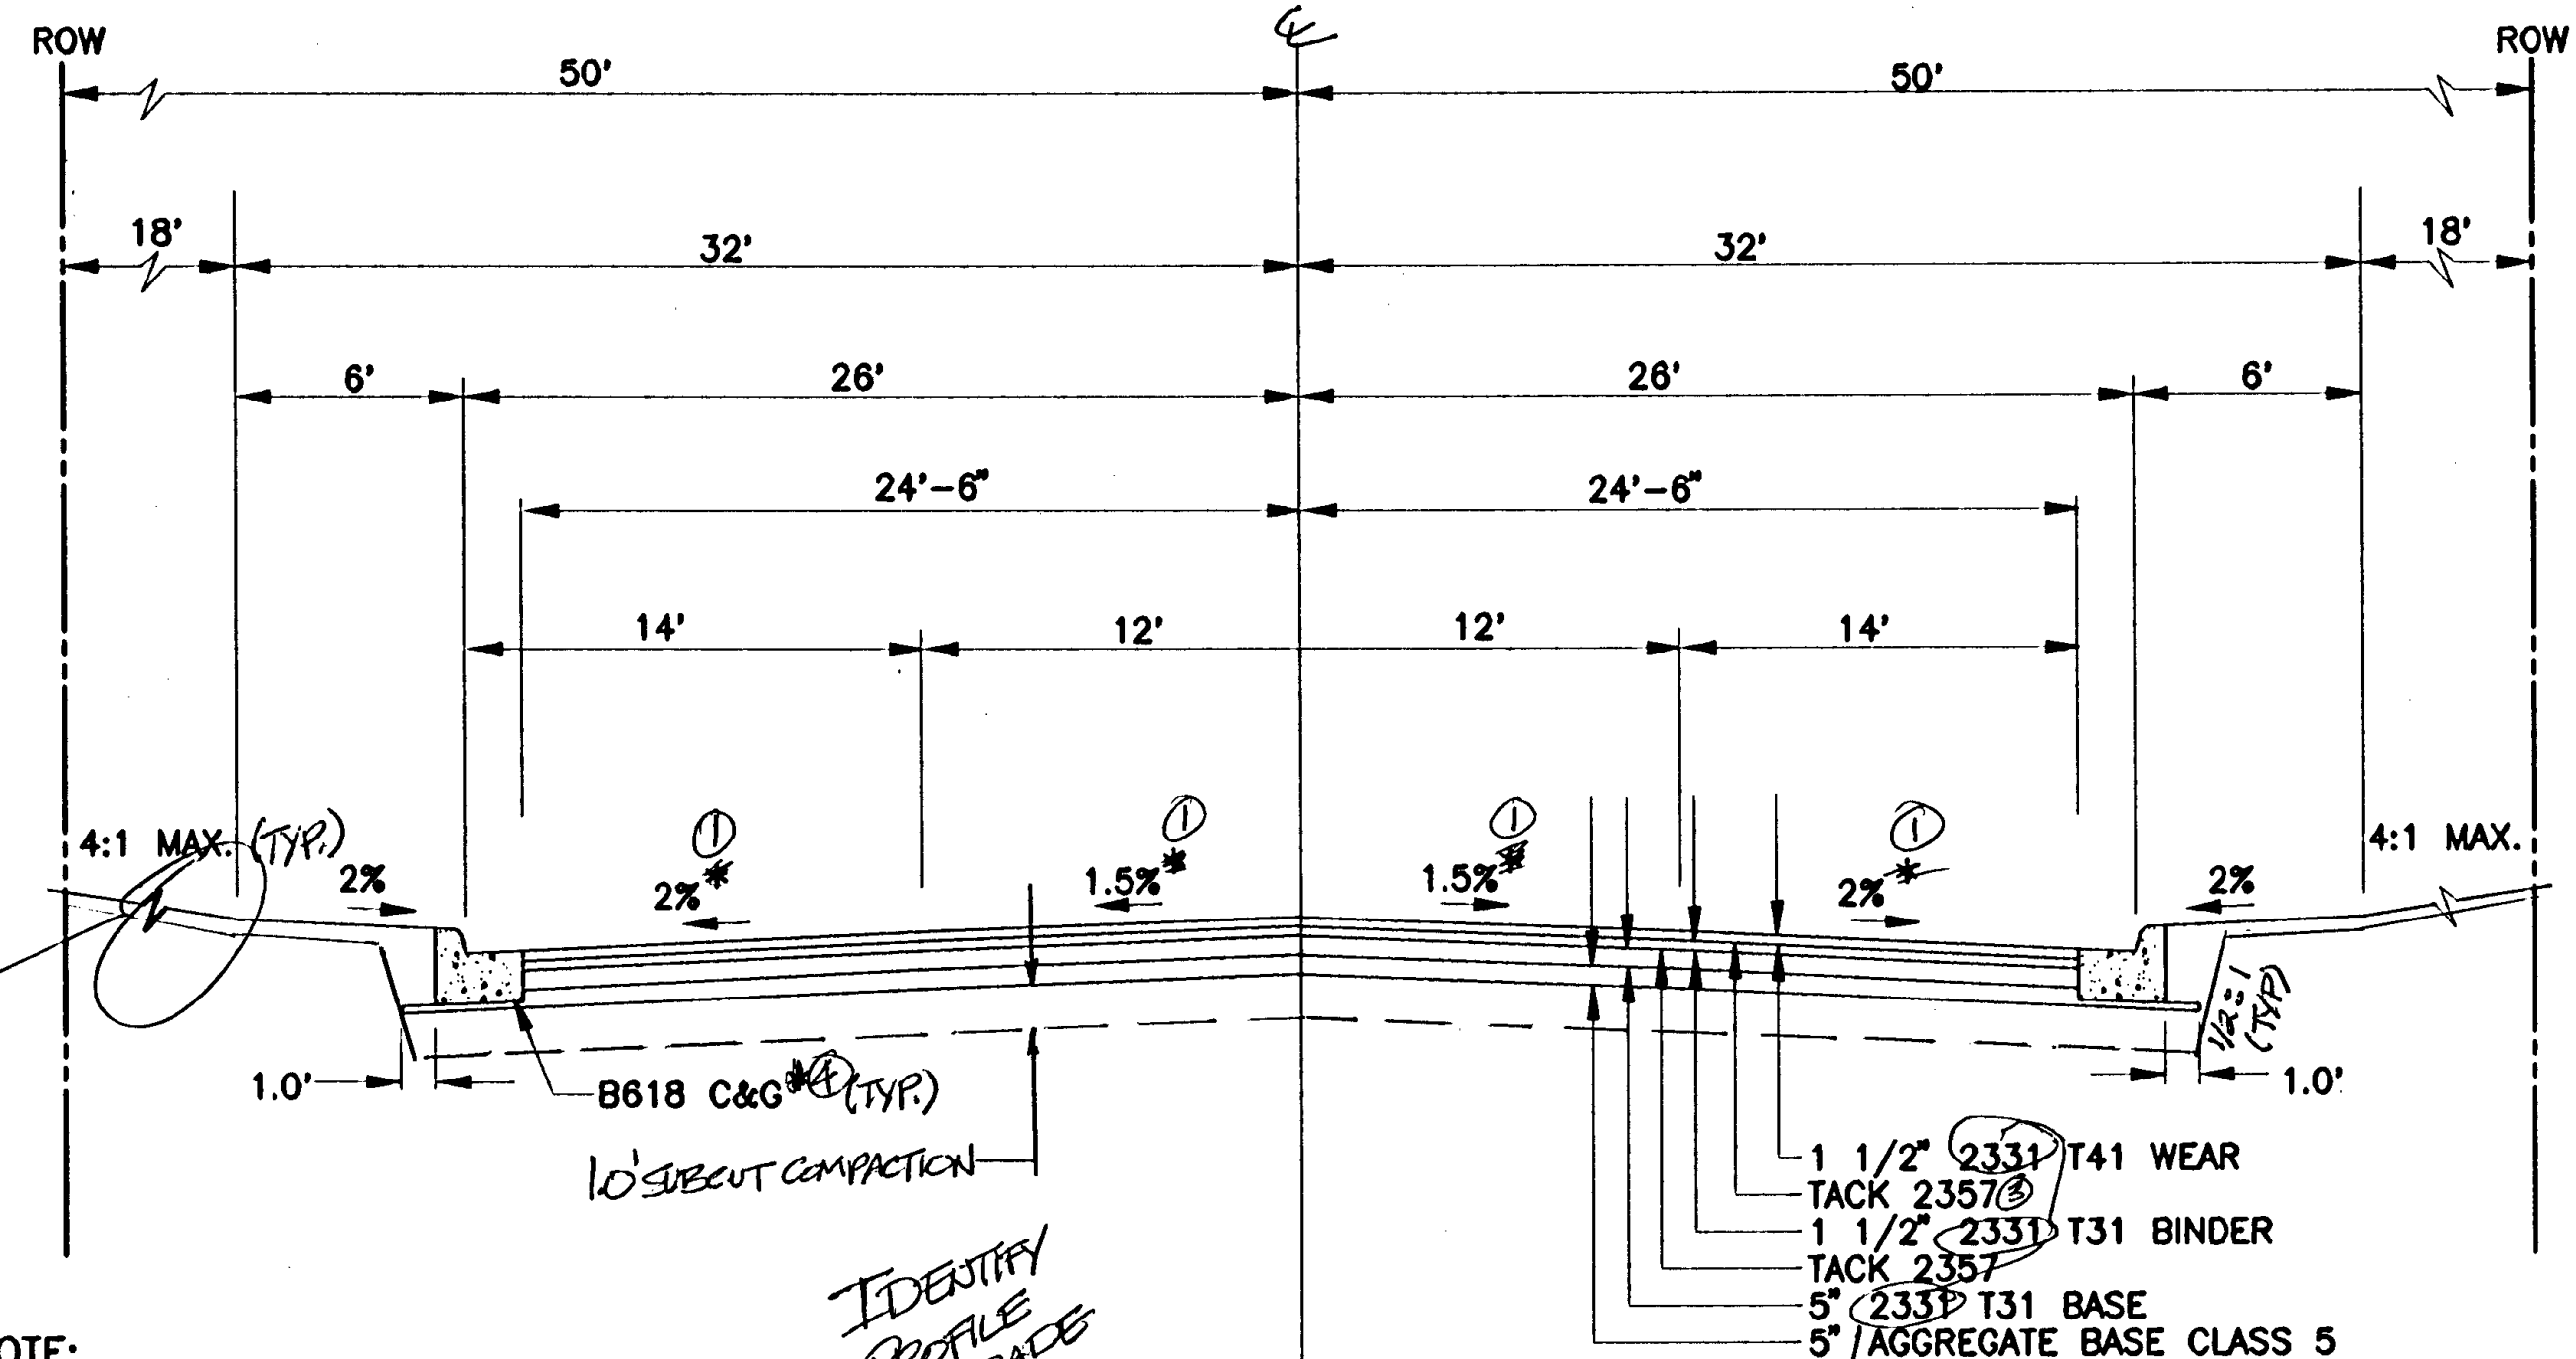 ROW
℄
ROW
50'
50'
18'
32'
32'
18'
6'
26'
26'
6'
24'-6"
24'-6"
14'
12'
12'
14'
4:1 MAX. (TYP.)
2%
① 2% *
① 1.5% *
① 1.5% *
① 2% *
2%
4:1 MAX.
1/2:1 (TYP)
1.0'
B618 C&G * ④ (TYP.)
1.0'
1.0' SUBCUT COMPACTION
1 1/2" 2331 T41 WEAR
TACK 2357 ③
1 1/2" 2331 T31 BINDER
TACK 2357
5" 2331 T31 BASE
5" AGGREGATE BASE CLASS 5
IDENTIFY
PROFILE
GRADE
NOTE: